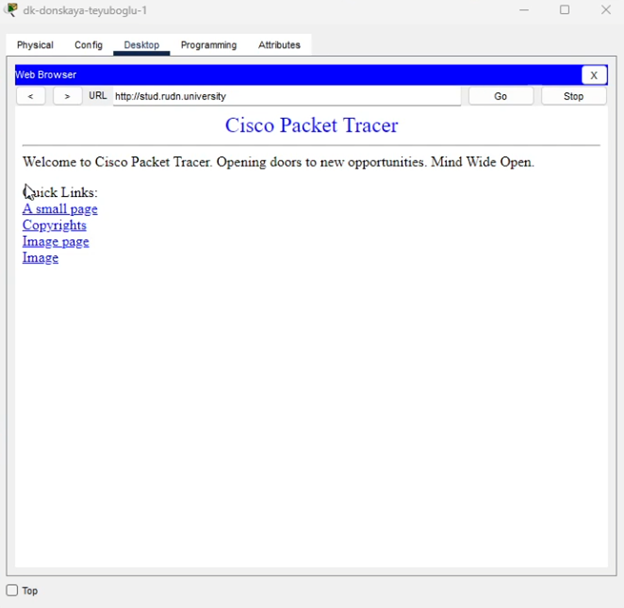 dk-donskaya-teyuboglu-1
Physical Config Desktop Programming Attributes
Web Browser X
< > URL http://stud.rudn.university Go Stop
Cisco Packet Tracer
Welcome to Cisco Packet Tracer. Opening doors to new opportunities. Mind Wide Open.
Quick Links:
A small page
Copyrights
Image page
Image
Top